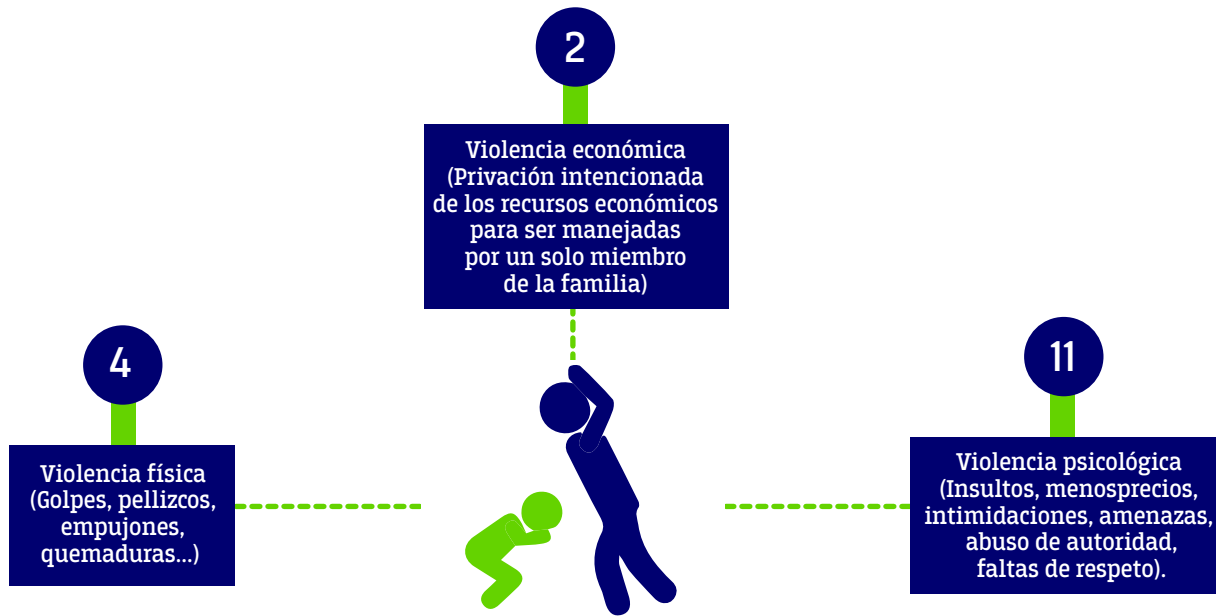 2
Violencia económica
(Privación intencionada
de los recursos económicos
para ser manejadas
por un solo miembro
de la familia)
4
Violencia física
(Golpes, pellizcos,
empujones,
quemaduras...)
11
Violencia psicológica
(Insultos, menosprecios,
intimidaciones, amenazas,
abuso de autoridad,
faltas de respeto).